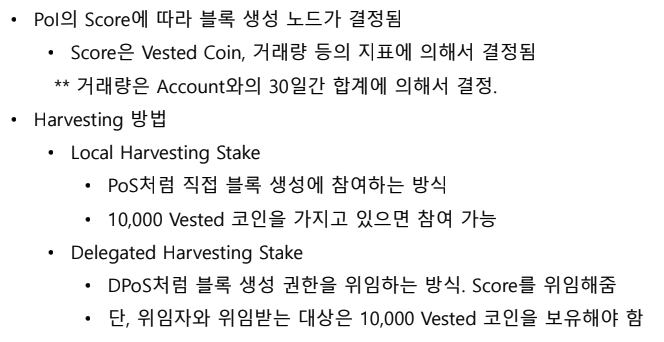 • PoI의 Score에 따라 블록 생성 노드가 결정됨
• Score은 Vested Coin, 거래량 등의 지표에 의해서 결정됨
** 거래량은 Account와의 30일간 합계에 의해서 결정.
• Harvesting 방법
• Local Harvesting Stake
• PoS처럼 직접 블록 생성에 참여하는 방식
• 10,000 Vested 코인을 가지고 있으면 참여 가능
• Delegated Harvesting Stake
• DPoS처럼 블록 생성 권한을 위임하는 방식. Score를 위임해줌
• 단, 위임자와 위임받는 대상은 10,000 Vested 코인을 보유해야 함